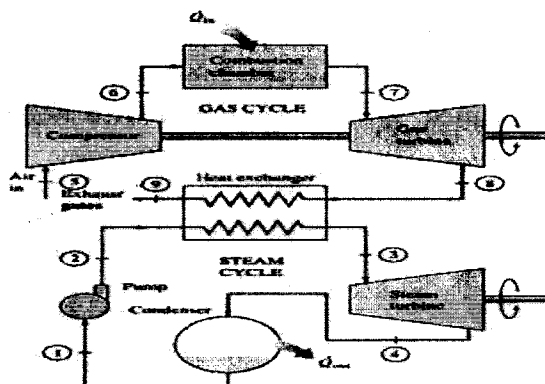 Q̇in
Combustion
chamber
6
7
GAS CYCLE
Compressor
Gas
turbine
Air
in
5
Exhaust
gases
9
Heat exchanger
8
2
STEAM
CYCLE
3
Pump
Condenser
Steam
turbine
1
Q̇out
4